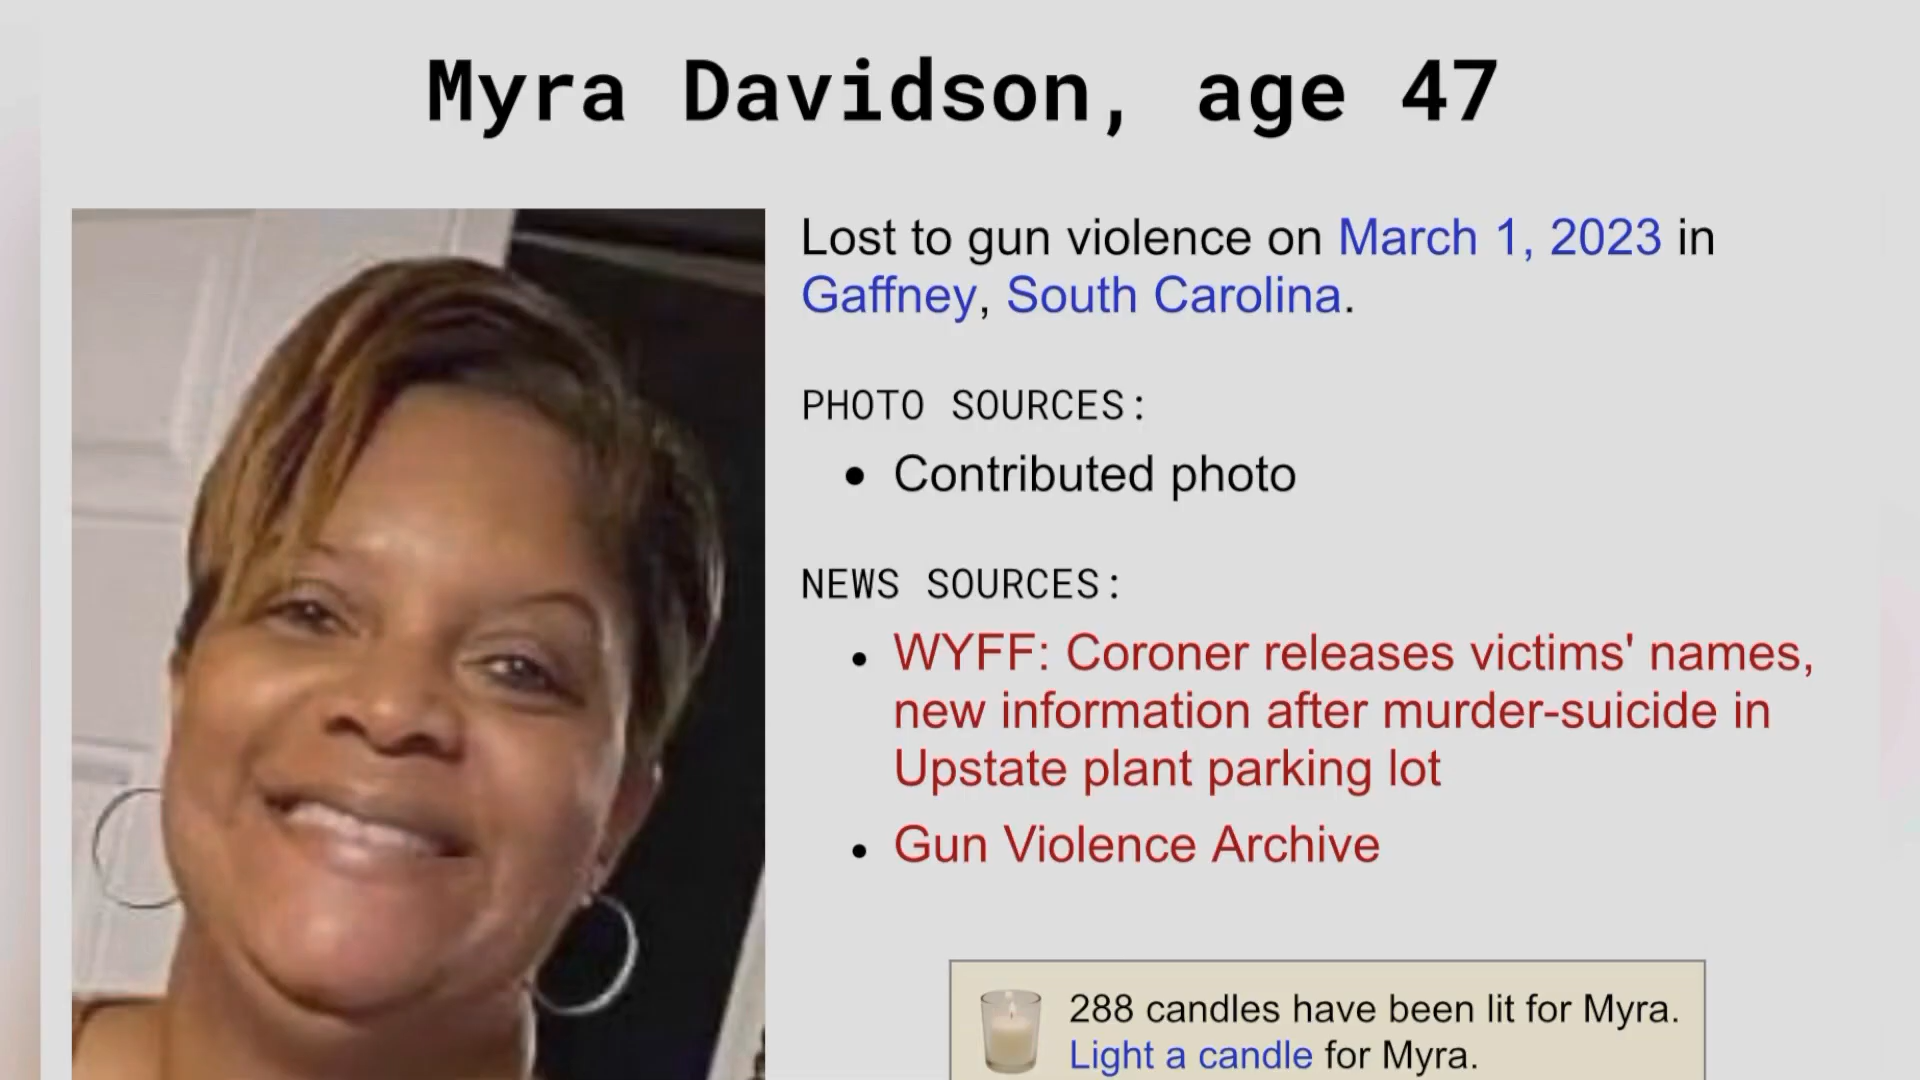 Myra Davidson, age 47
Lost to gun violence on March 1, 2023 in
Gaffney, South Carolina.
PHOTO SOURCES:
• Contributed photo
NEWS SOURCES:
• WYFF: Coroner releases victims' names,
new information after murder-suicide in
Upstate plant parking lot
• Gun Violence Archive
288 candles have been lit for Myra.
Light a candle for Myra.